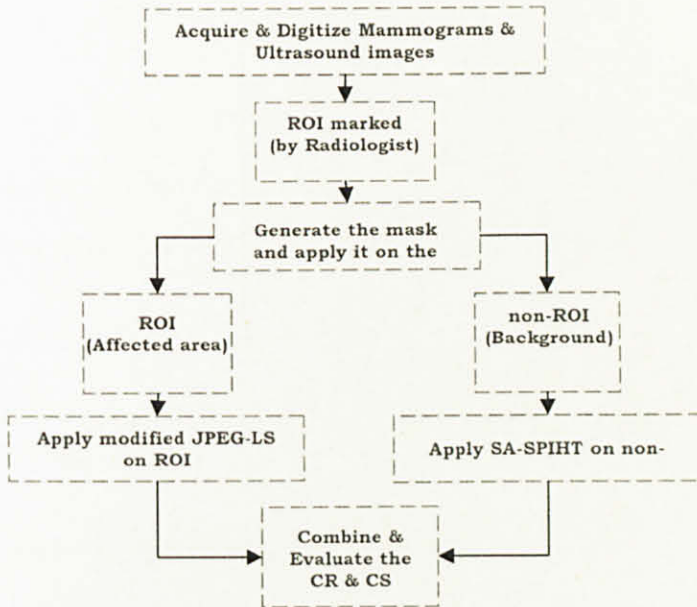 Acquire & Digitize Mammograms &
Ultrasound images
ROI marked
(by Radiologist)
Generate the mask
and apply it on the
ROI
(Affected area)
non-ROI
(Background)
Apply modified JPEG-LS
on ROI
Apply SA-SPIHT on non-
Combine &
Evaluate the
CR & CS